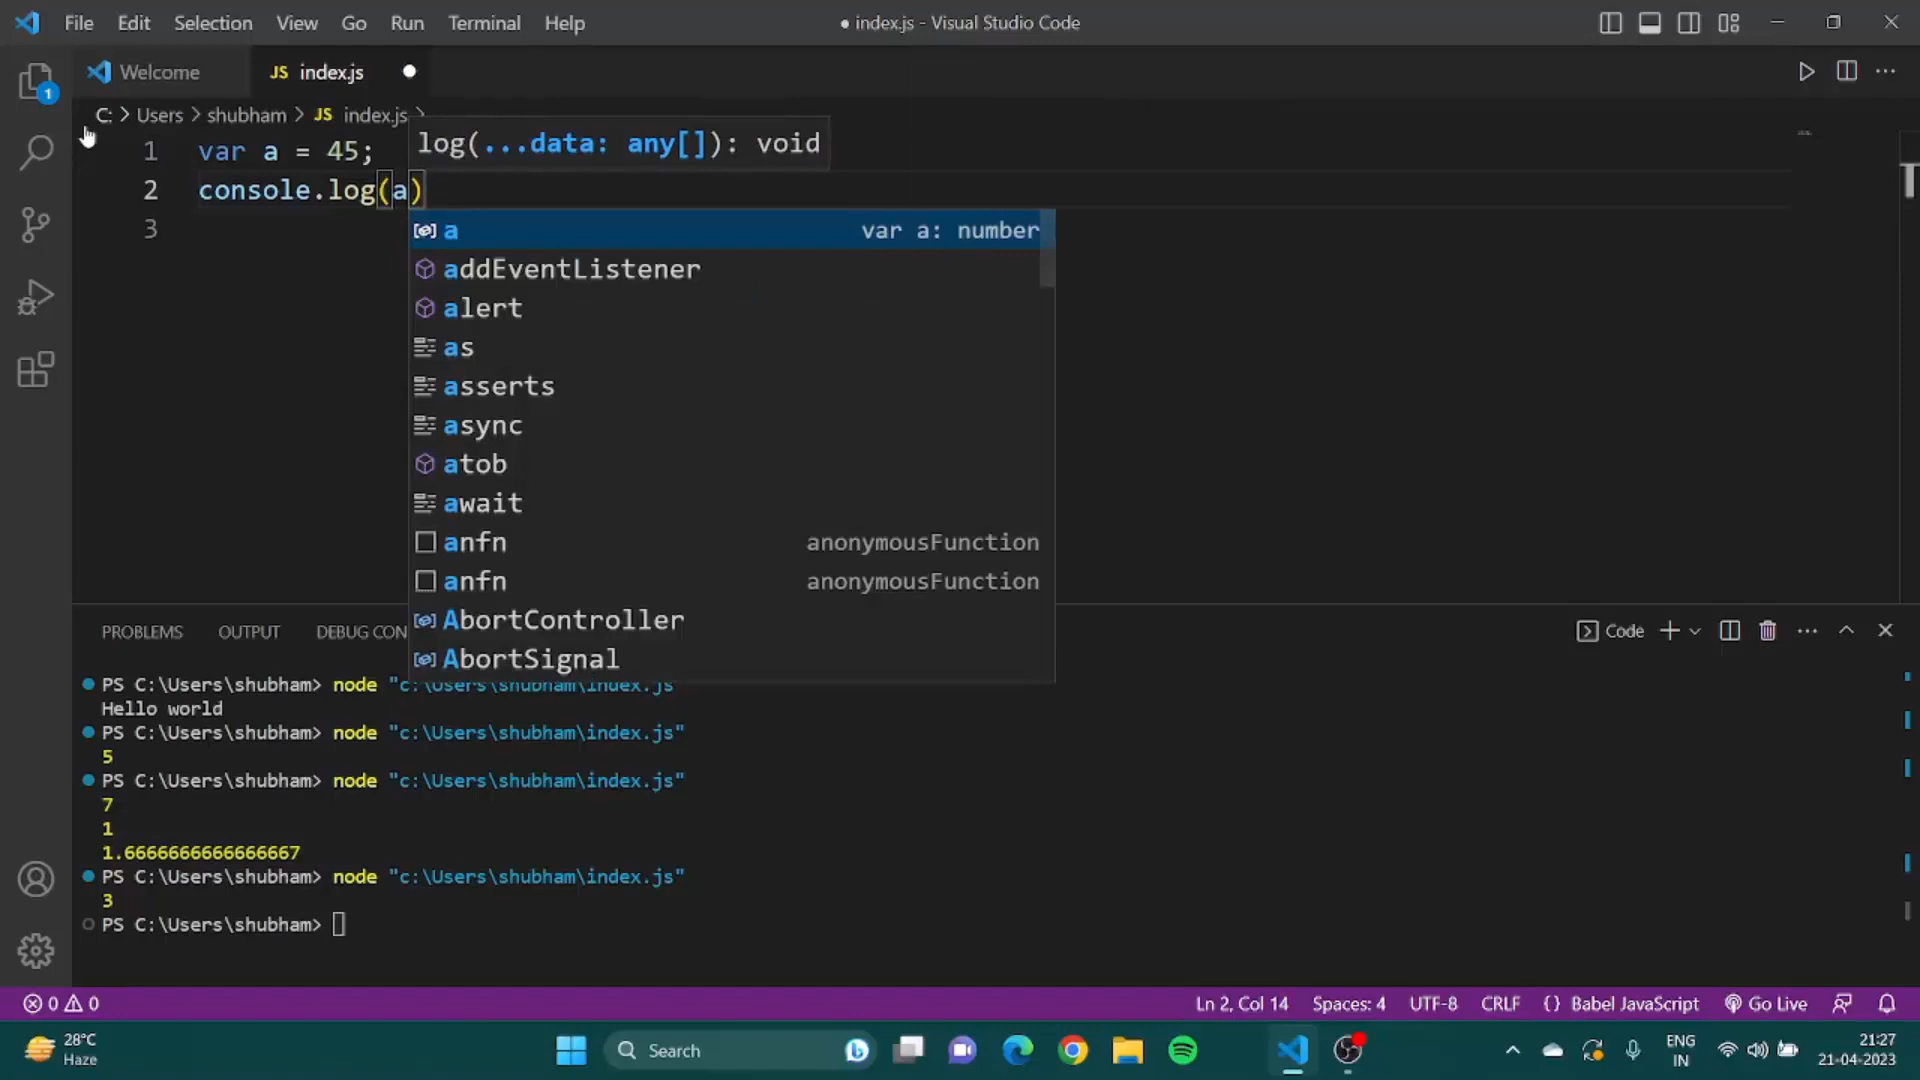 File Edit Selection View Go Run Terminal Help ● index.js - Visual Studio Code
Welcome JS index.js
1
C: > Users > shubham > JS index.js >
log(...data: any[]): void
1 var a = 45;
2 console.log(a)
3
a var a: number
addEventListener
alert
as
asserts
async
atob
await
anfn anonymousFunction
anfn anonymousFunction
AbortController
AbortSignal
PROBLEMS OUTPUT DEBUG CON Code
PS C:\Users\shubham> node "c:\Users\shubham\index.js"
Hello world
PS C:\Users\shubham> node "c:\Users\shubham\index.js"
5
PS C:\Users\shubham> node "c:\Users\shubham\index.js"
7
1
1.6666666666666667
PS C:\Users\shubham> node "c:\Users\shubham\index.js"
3
PS C:\Users\shubham>
0 0 Ln 2, Col 14 Spaces: 4 UTF-8 CRLF {} Babel JavaScript Go Live
28°C
Haze
Search
ENG
IN
21:27
21-04-2023